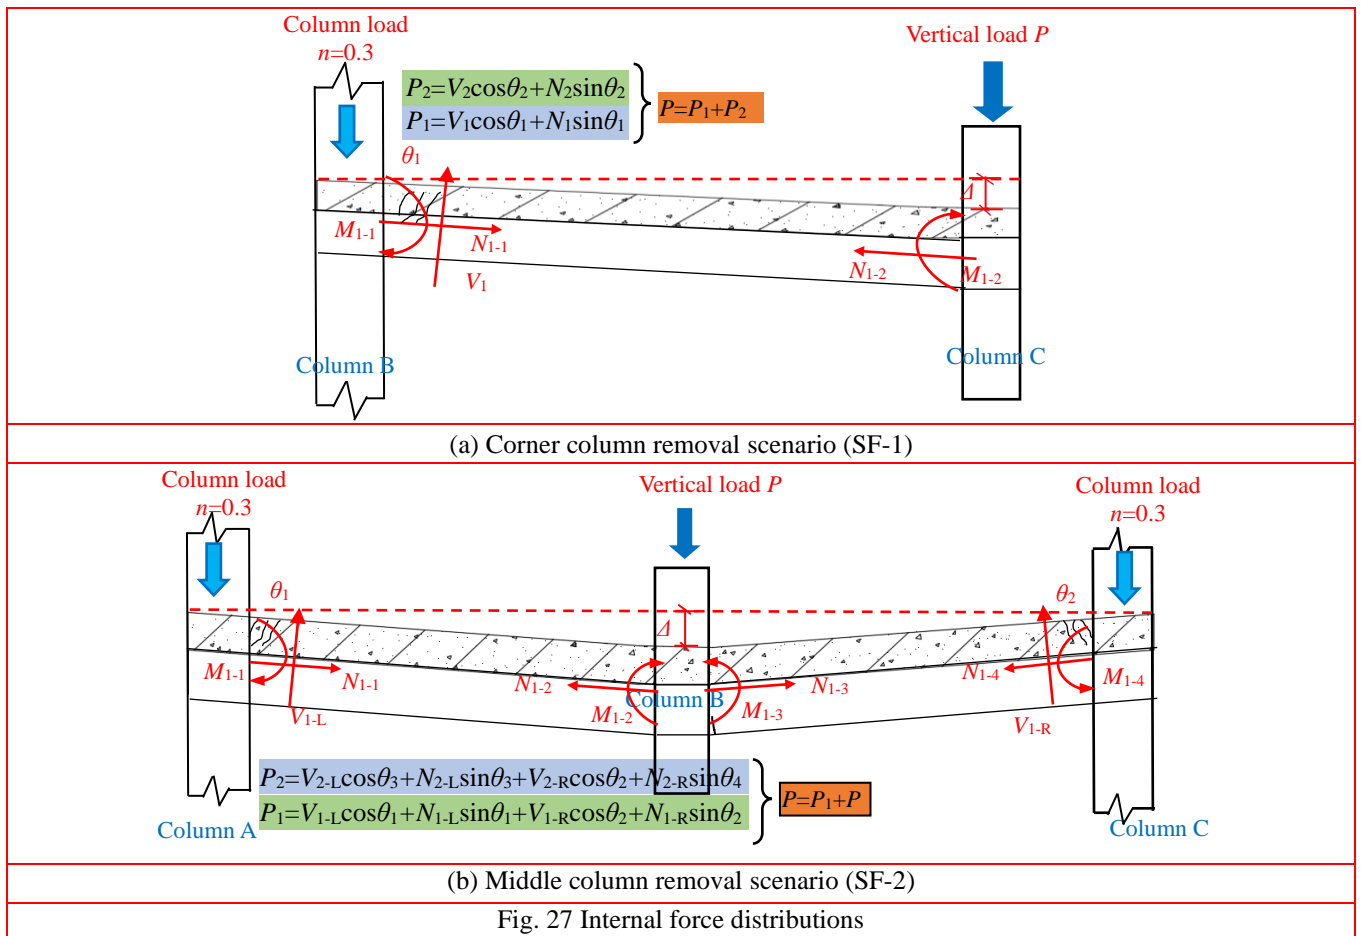 Column load
n=0.3
Vertical load P
P₂=V₂cosθ₂+N₂sinθ₂
P₁=V₁cosθ₁+N₁sinθ₁
P=P₁+P₂
θ₁
Δ
M₁₋₁
N₁₋₁
N₁₋₂
M₁₋₂
V₁
Column B
Column C
(a) Corner column removal scenario (SF-1)
Column load
n=0.3
Vertical load P
Column load
n=0.3
θ₁
θ₂
Δ
M₁₋₁
N₁₋₁
N₁₋₂
Column B
N₁₋₃
N₁₋₄
M₁₋₄
V₁₋L
M₁₋₂
M₁₋₃
V₁₋R
P₂=V₂₋Lcosθ₃+N₂₋Lsinθ₃+V₂₋Rcosθ₂+N₂₋Rsinθ₄
P₁=V₁₋Lcosθ₁+N₁₋Lsinθ₁+V₁₋Rcosθ₂+N₁₋Rsinθ₂
P=P₁+P
Column A
Column C
(b) Middle column removal scenario (SF-2)
Fig. 27 Internal force distributions